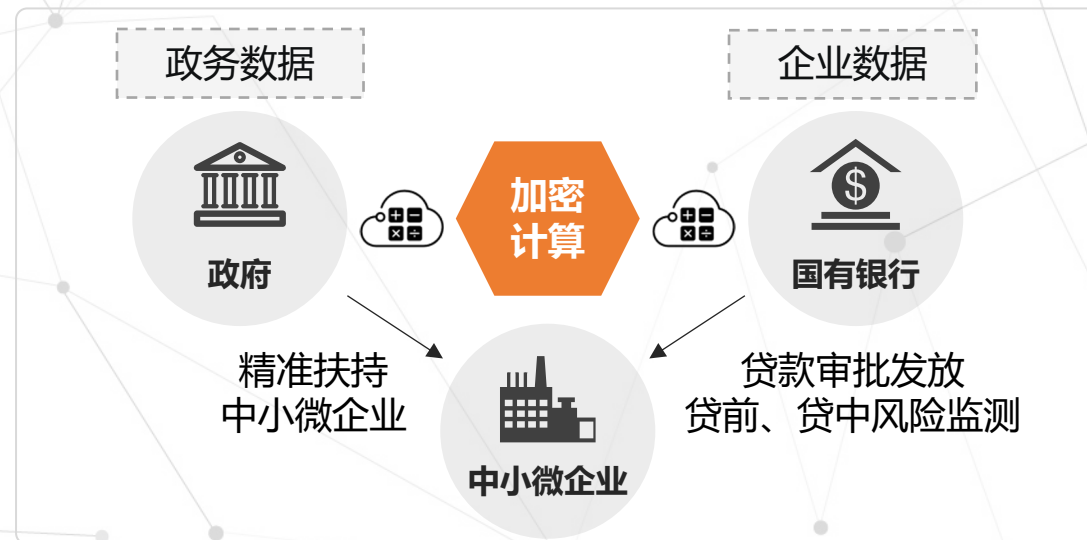 政务数据
企业数据
加密
计算
政府
国有银行
精准扶持
中小微企业
贷款审批发放
贷前、贷中风险监测
中小微企业